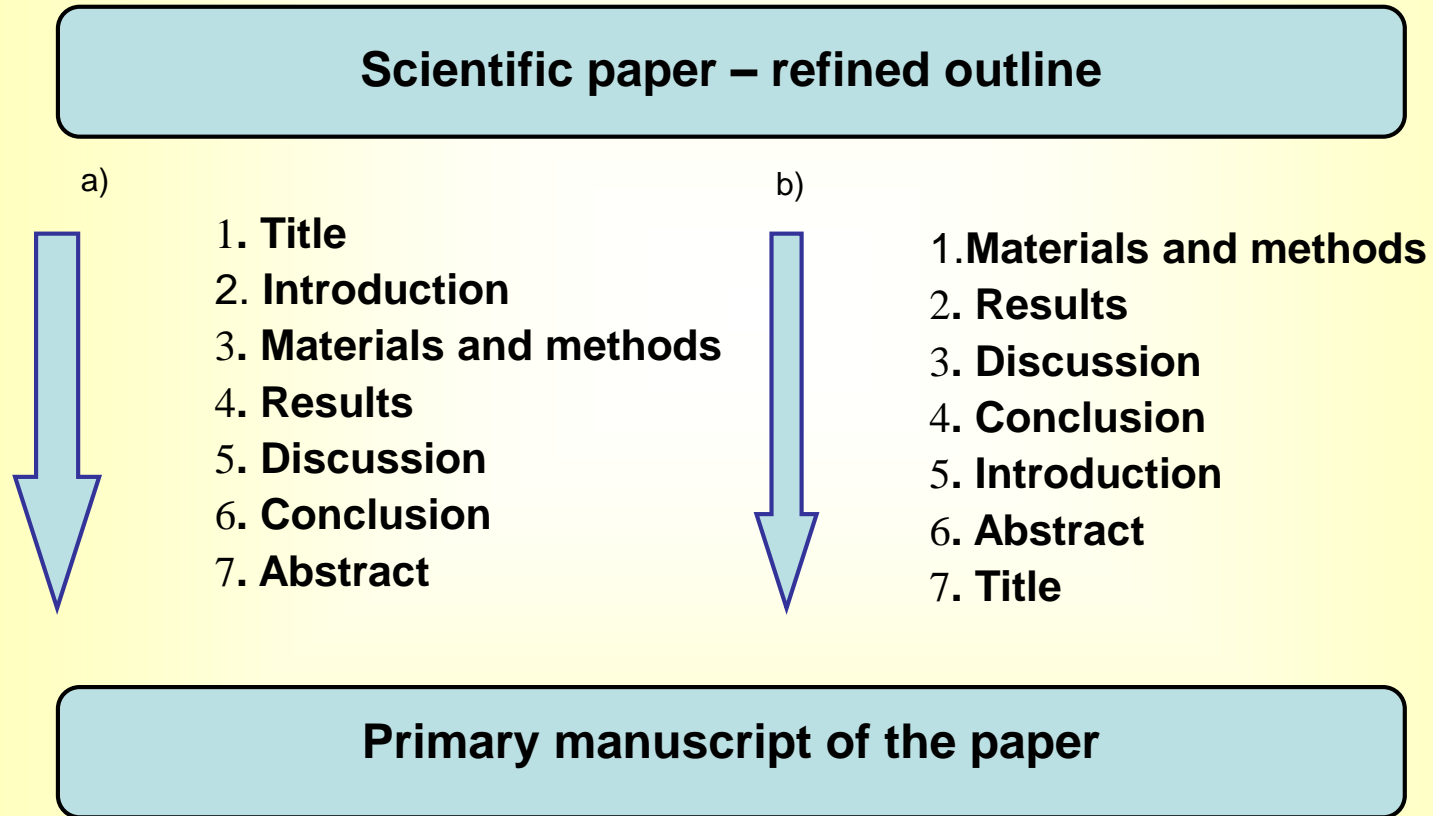 Scientific paper – refined outline
a)
1. Title
2. Introduction
3. Materials and methods
4. Results
5. Discussion
6. Conclusion
7. Abstract
b)
1.Materials and methods
2. Results
3. Discussion
4. Conclusion
5. Introduction
6. Abstract
7. Title
Primary manuscript of the paper